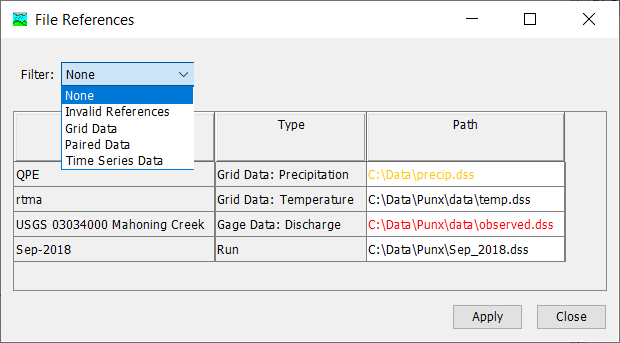 File References
Filter: None
None
Invalid References
Grid Data
Paired Data
Time Series Data
Type Path
QPE Grid Data: Precipitation C:\Data\precip.dss
rtma Grid Data: Temperature C:\Data\Punx\data\temp.dss
USGS 03034000 Mahoning Creek Gage Data: Discharge C:\Data\Punx\data\observed.dss
Sep-2018 Run C:\Data\Punx\Sep_2018.dss
Apply Close